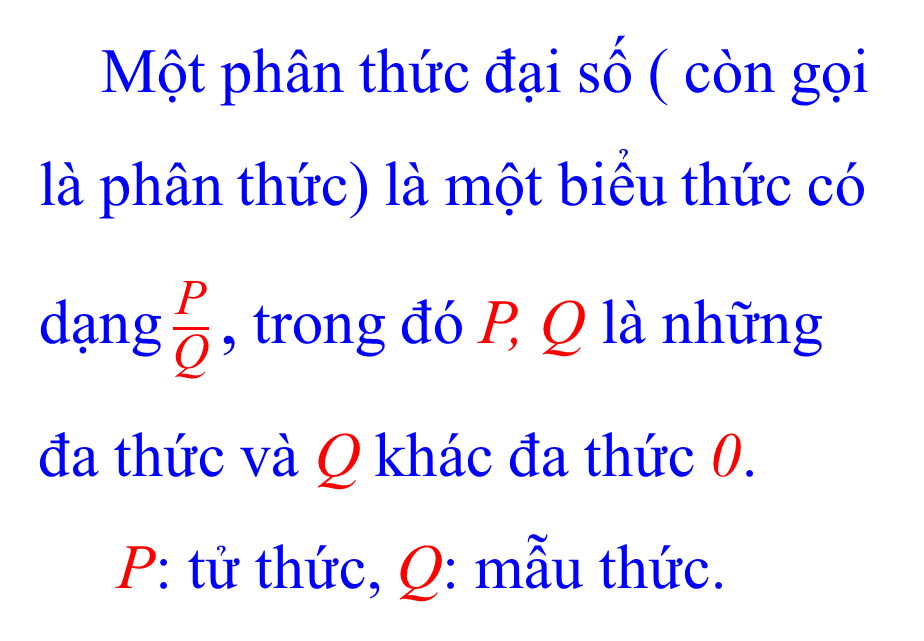 Một phân thức đại số ( còn gọi
là phân thức) là một biểu thức có
dạng P/Q , trong đó P, Q là những
đa thức và Q khác đa thức 0.
P: tử thức, Q: mẫu thức.